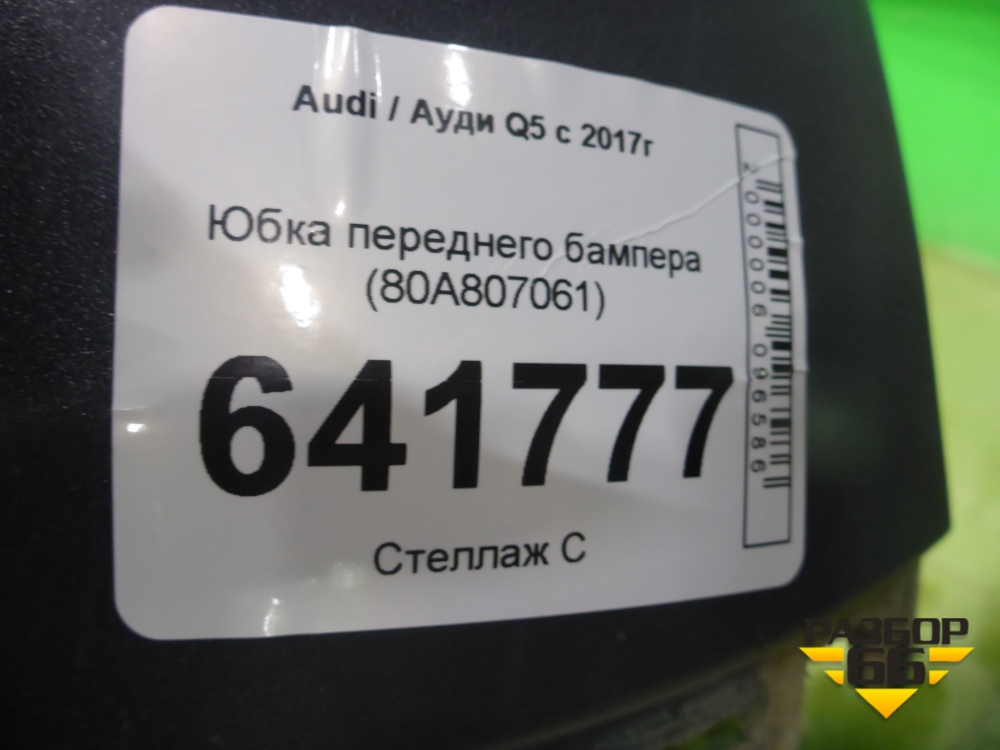 Audi / Ауди Q5 с 2017г
Юбка переднего бампера
(80A807061)
641777
Стеллаж С
2000006096586
РАЗБОР
66